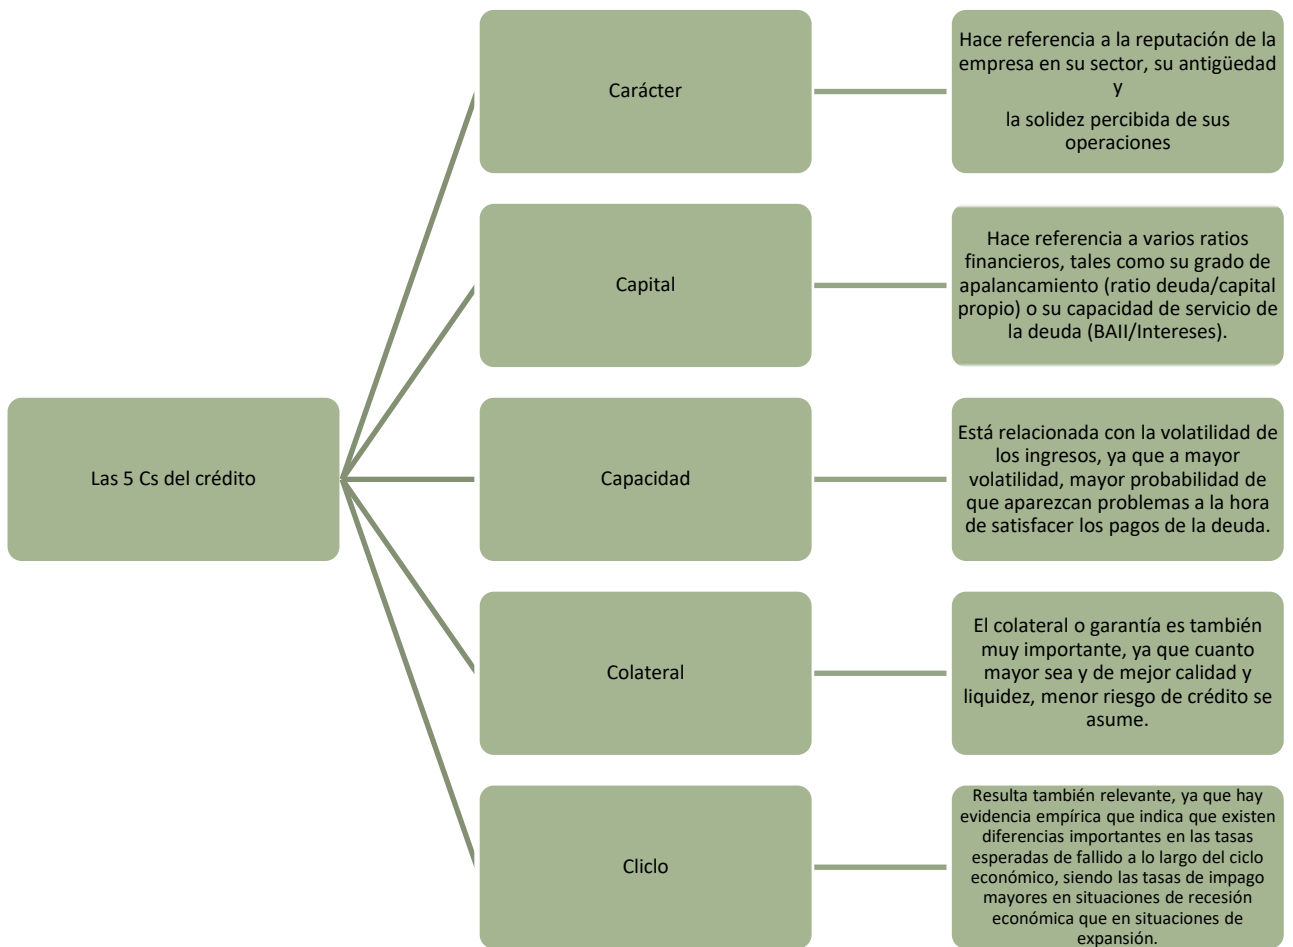 Las 5 Cs del crédito
Carácter
Hace referencia a la reputación de la
empresa en su sector, su antigüedad
y
la solidez percibida de sus
operaciones
Capital
Hace referencia a varios ratios
financieros, tales como su grado de
apalancamiento (ratio deuda/capital
propio) o su capacidad de servicio de
la deuda (BAII/Intereses).
Capacidad
Está relacionada con la volatilidad de
los ingresos, ya que a mayor
volatilidad, mayor probabilidad de
que aparezcan problemas a la hora
de satisfacer los pagos de la deuda.
Colateral
El colateral o garantía es también
muy importante, ya que cuanto
mayor sea y de mejor calidad y
liquidez, menor riesgo de crédito se
asume.
Cliclo
Resulta también relevante, ya que hay
evidencia empírica que indica que existen
diferencias importantes en las tasas
esperadas de fallido a lo largo del ciclo
económico, siendo las tasas de impago
mayores en situaciones de recesión
económica que en situaciones de
expansión.